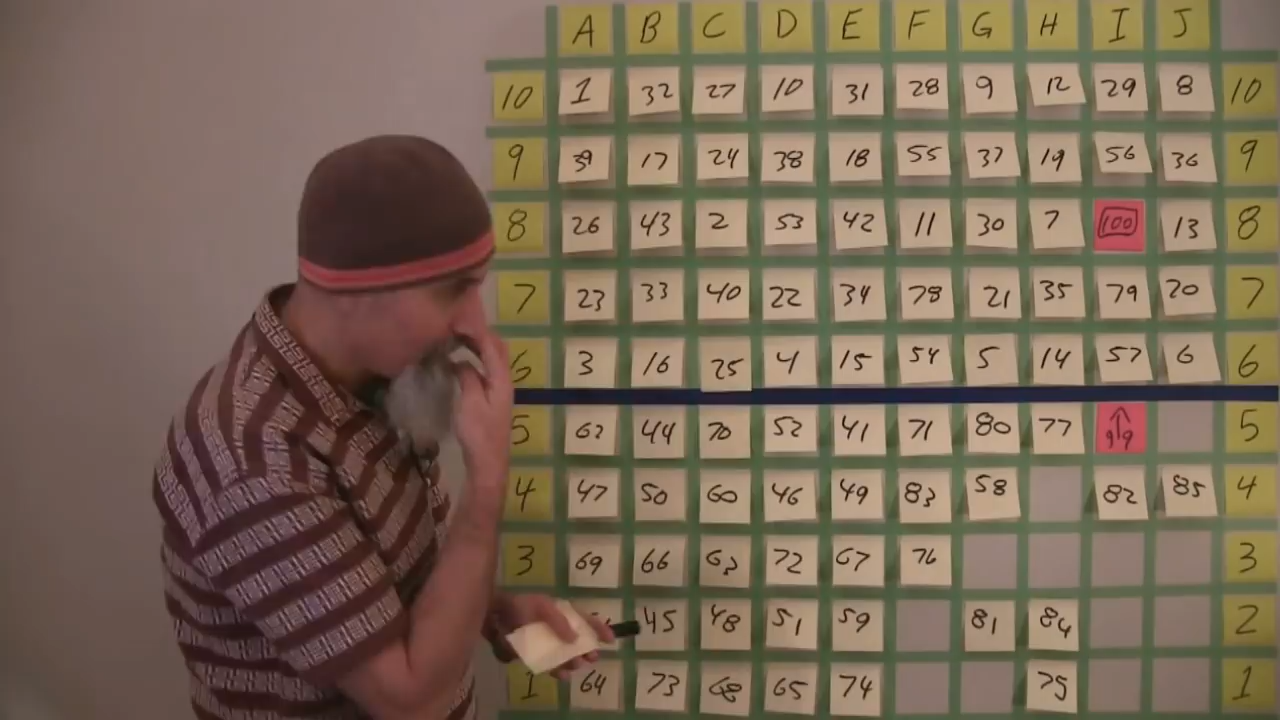 A B C D E F G H I J
10 1 32 27 10 31 28 9 12 29 8 10
9 39 17 24 38 18 55 37 19 56 36 9
8 26 43 2 53 42 11 30 7 100 13 8
7 23 33 40 22 34 78 21 35 79 20 7
6 3 16 25 4 15 54 5 14 57 6 6
5 62 44 70 52 41 71 80 77 99 5
4 47 50 60 46 49 83 58 82 85 4
3 69 66 63 72 67 76 3
45 48 51 59 81 84 2
1 64 73 68 65 74 75 1